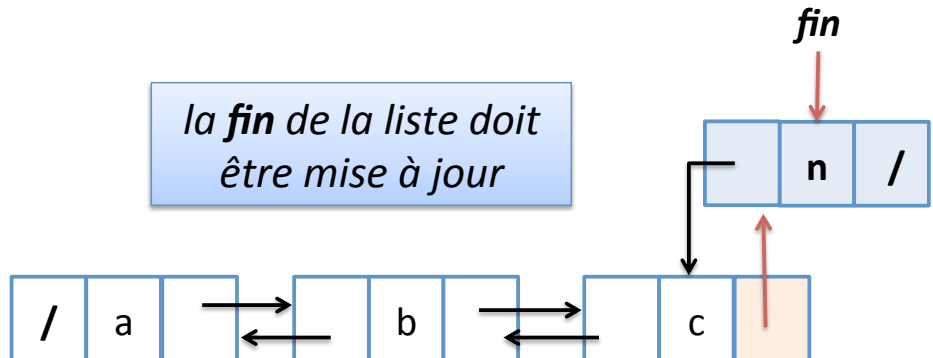 fin
la fin de la liste doit
être mise à jour
n /
/ a b c